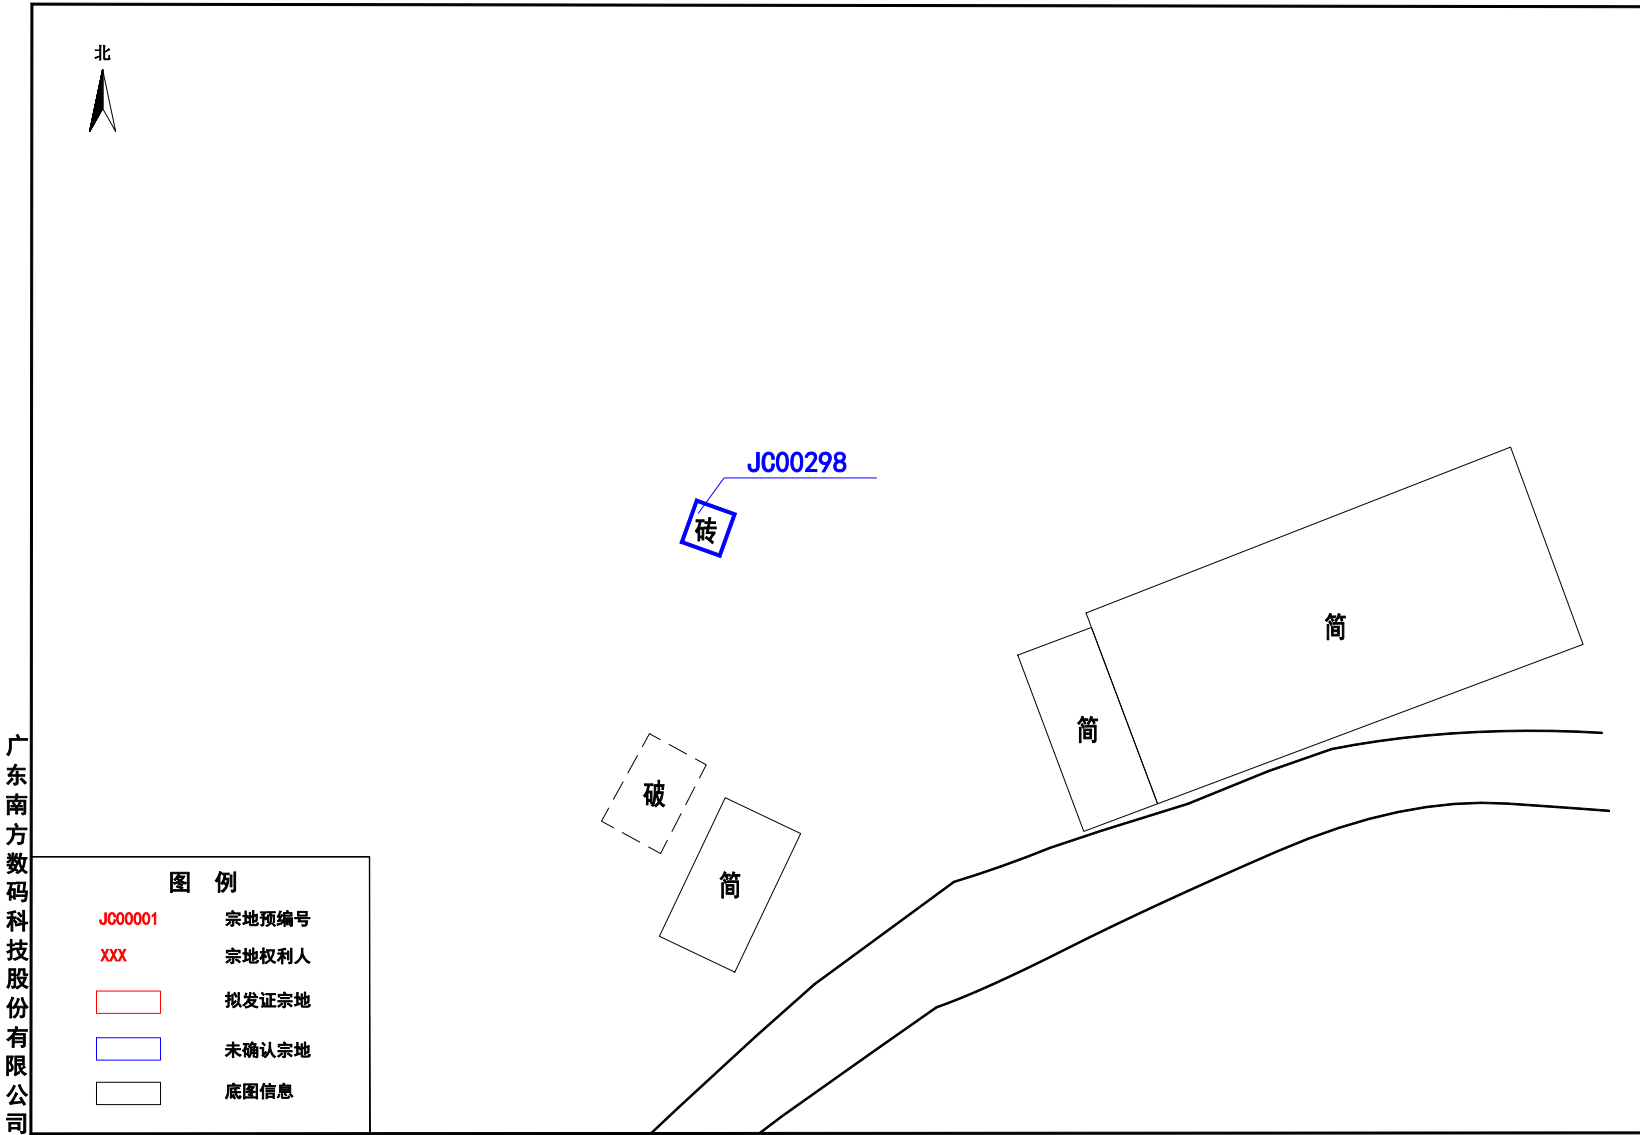 北
JC00298
砖
简
简
破
简
广东南方数码科技股份有限公司
图 例
JC00001 宗地预编号
XXX 宗地权利人
拟发证宗地
未确认宗地
底图信息